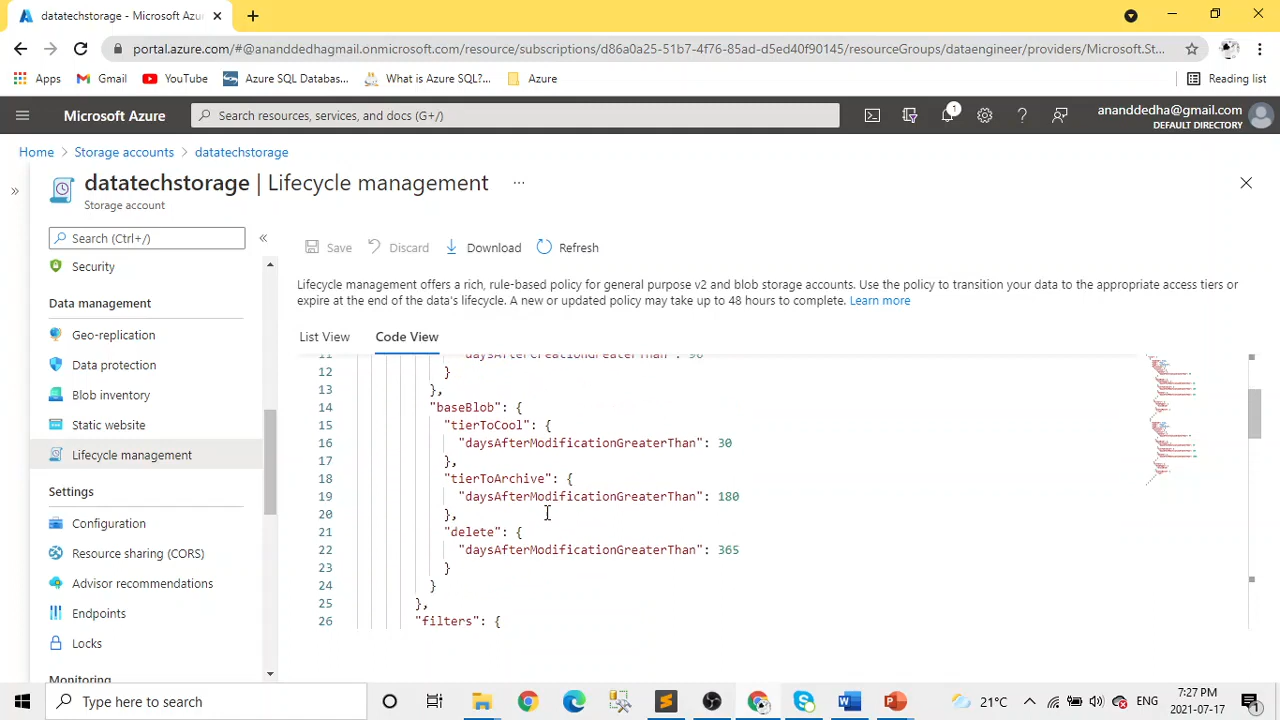 datatechstorage - Microsoft Azu
portal.azure.com/#@ananddedhagmail.onmicrosoft.com/resource/subscriptions/d86a0a25-51b7-4f76-85ad-d5ed40f90145/resourceGroups/dataengineer/providers/Microsoft.St...
Apps Gmail YouTube Azure SQL Databas... What is Azure SQL?... Azure Reading list
Microsoft Azure Search resources, services, and docs (G+/) 1 ananddedha@gmail.com
DEFAULT DIRECTORY
Home > Storage accounts > datatechstorage
datatechstorage | Lifecycle management ...
Storage account
Search (Ctrl+/) «
Save Discard Download Refresh
Security
Lifecycle management offers a rich, rule-based policy for general purpose v2 and blob storage accounts. Use the policy to transition your data to the appropriate access tiers or
expire at the end of the data's lifecycle. A new or updated policy may take up to 48 hours to complete. Learn more
Data management
Geo-replication
Data protection
Blob inventory
Static website
Lifecycle management
Settings
Configuration
Resource sharing (CORS)
Advisor recommendations
Endpoints
Locks
Monitoring
List View Code View
11 "daysAfterCreationGreaterThan": 90
12 }
13 },
14 "baseBlob": {
15 "tierToCool": {
16 "daysAfterModificationGreaterThan": 30
17 },
18 "tierToArchive": {
19 "daysAfterModificationGreaterThan": 180
20 },
21 "delete": {
22 "daysAfterModificationGreaterThan": 365
23 }
24 }
25 },
26 "filters": {
Type here to search
21°C ENG 7:27 PM
2021-07-17